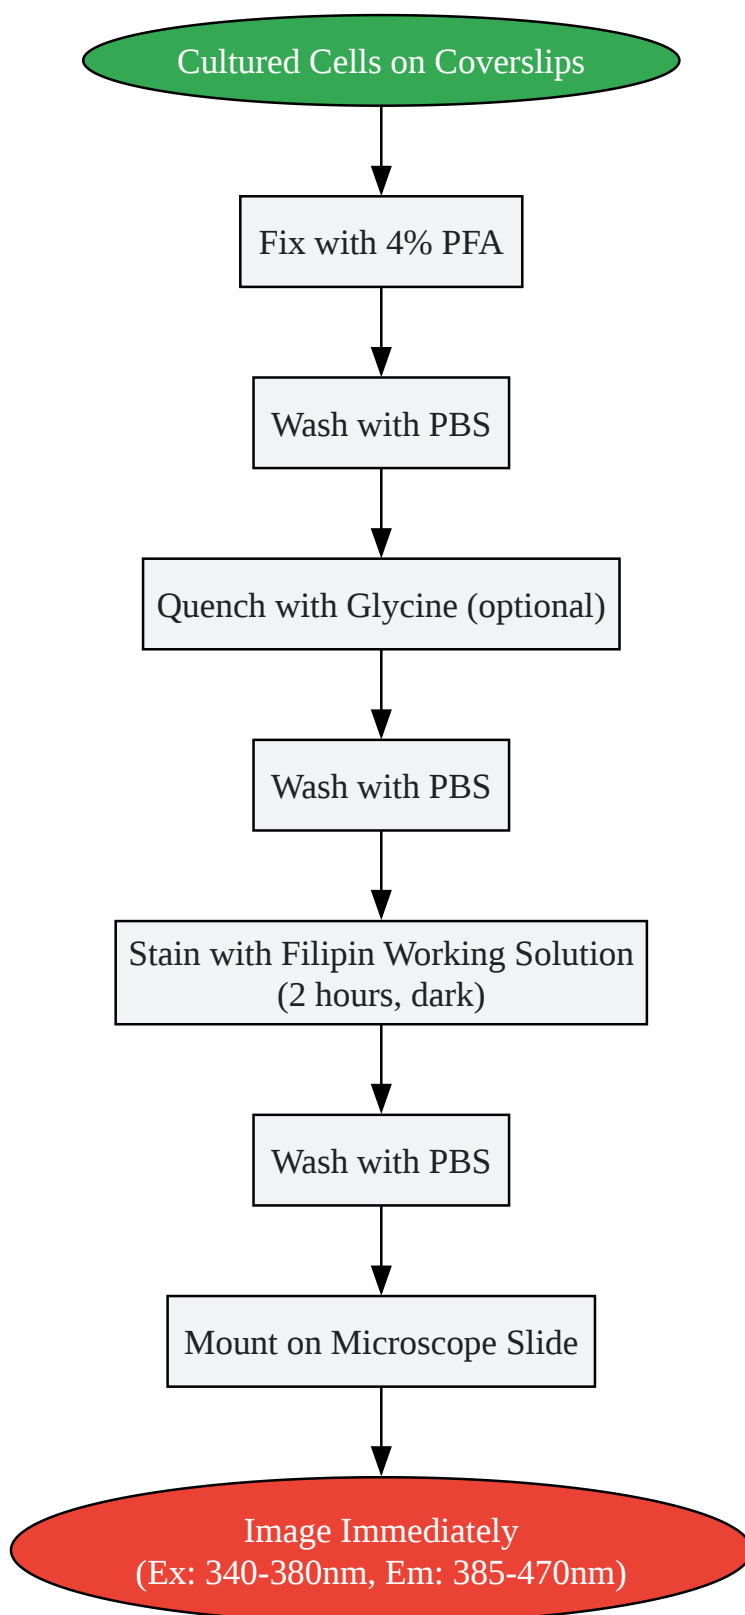 Cultured Cells on Coverslips
Fix with 4% PFA
Wash with PBS
Quench with Glycine (optional)
Wash with PBS
Stain with Filipin Working Solution
(2 hours, dark)
Wash with PBS
Mount on Microscope Slide
Image Immediately
(Ex: 340-380nm, Em: 385-470nm)